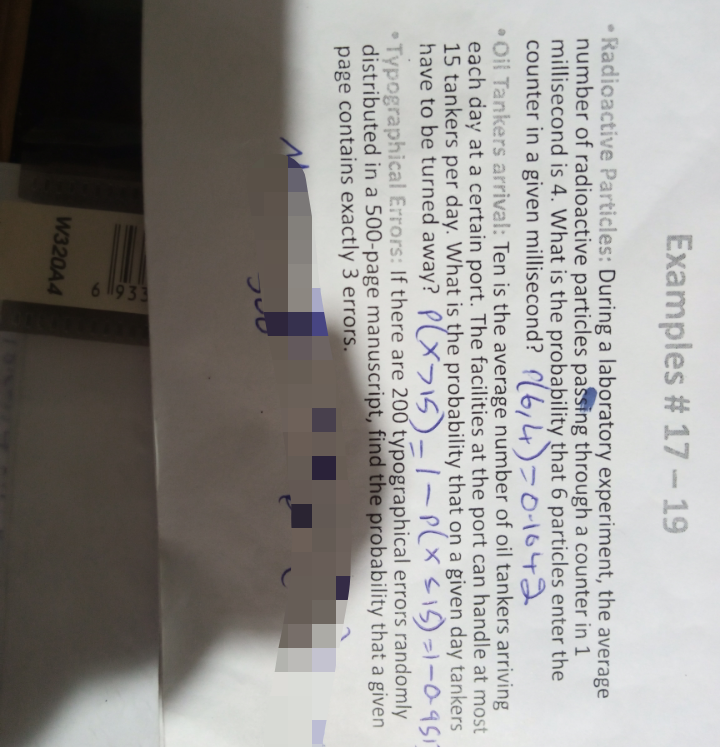 Examples # 17 – 19
• Radioactive Particles: During a laboratory experiment, the average
number of radioactive particles passing through a counter in 1
millisecond is 4. What is the probability that 6 particles enter the
counter in a given millisecond? P(6,4)=0.1042
• Oil Tankers arrival: Ten is the average number of oil tankers arriving
each day at a certain port. The facilities at the port can handle at most
15 tankers per day. What is the probability that on a given day tankers
have to be turned away? P(X>15)=1-P(X≤15)=1-0.951
• Typographical Errors: If there are 200 typographical errors randomly
distributed in a 500-page manuscript, find the probability that a given
page contains exactly 3 errors.
W320A4
6 933